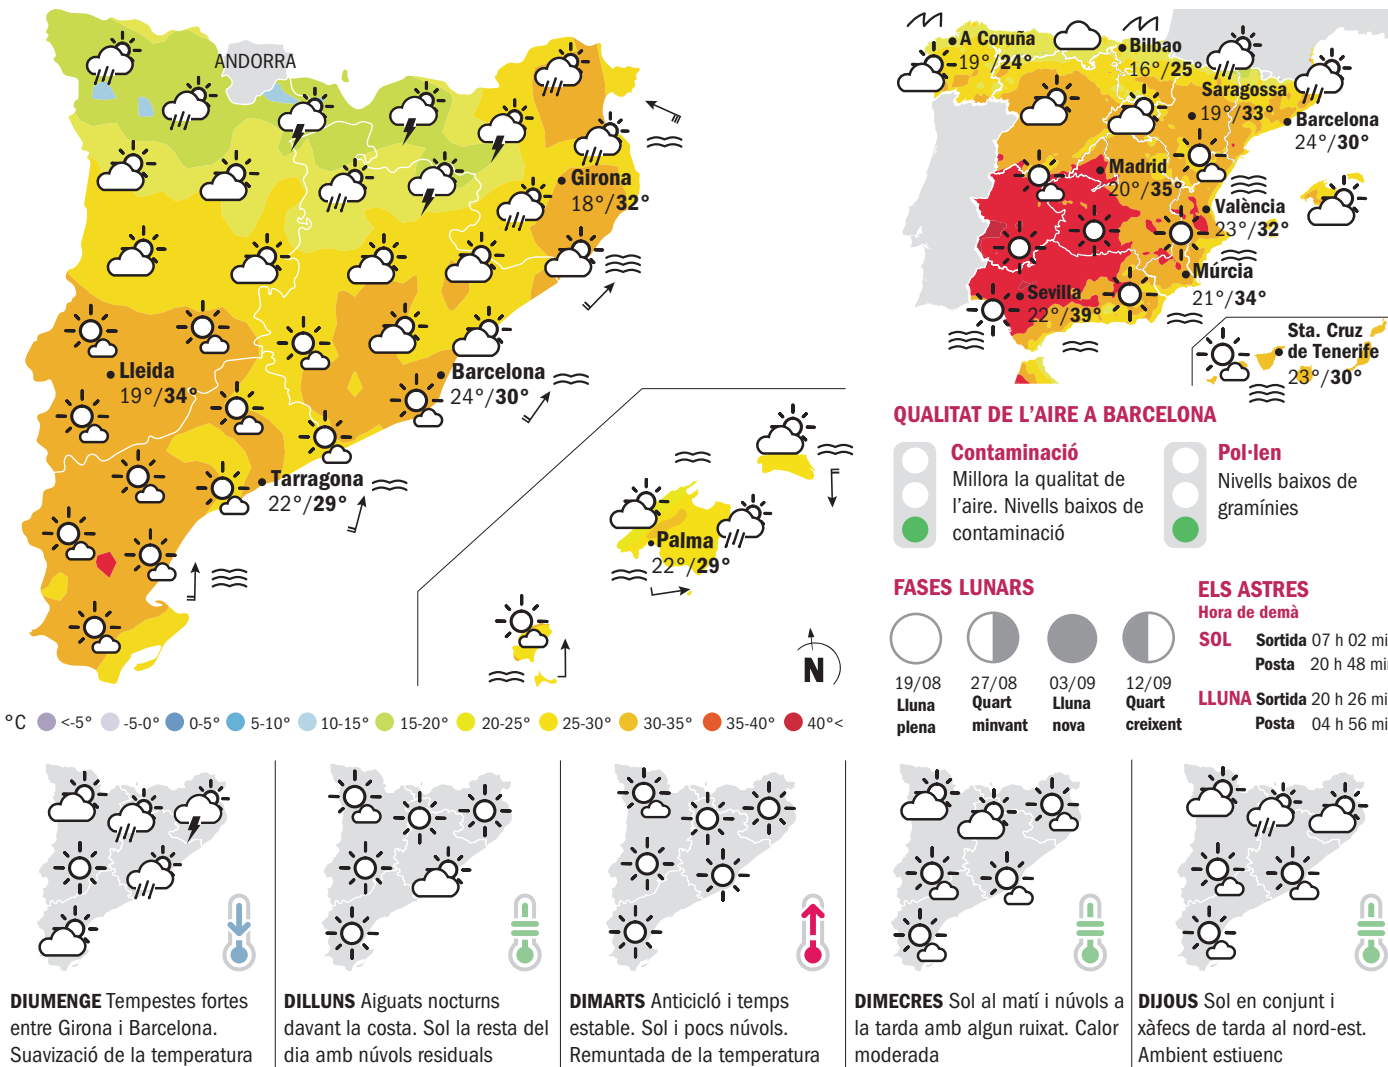 ANDORRA
Girona
18°/32°
Lleida
19°/34°
Barcelona
24°/30°
Tarragona
22°/29°
Palma
22°/29°
N
A Coruña
19°/24°
Bilbao
16°/25°
Saragossa
19°/33°
Barcelona
24°/30°
Madrid
20°/35°
València
23°/32°
Múrcia
21°/34°
Sevilla
22°/39°
Sta. Cruz
de Tenerife
23°/30°
°C <-5° -5-0° 0-5° 5-10° 10-15° 15-20° 20-25° 25-30° 30-35° 35-40° 40°<
QUALITAT DE L'AIRE A BARCELONA
Contaminació
Millora la qualitat de
l'aire. Nivells baixos de
contaminació
Pol·len
Nivells baixos de
gramínies
FASES LUNARS
19/08
Lluna
plena
27/08
Quart
minvant
03/09
Lluna
nova
12/09
Quart
creixent
ELS ASTRES
Hora de demà
SOL Sortida 07 h 02 mi
Posta 20 h 48 mi
LLUNA Sortida 20 h 26 mi
Posta 04 h 56 mi
DIUMENGE Tempestes fortes
entre Girona i Barcelona.
Suavizació de la temperatura
DILLUNS Aiguats nocturns
davant la costa. Sol la resta del
dia amb núvols residuals
DIMARTS Anticicló i temps
estable. Sol i pocs núvols.
Remuntada de la temperatura
DIMECRES Sol al matí i núvols a
la tarda amb algun ruixat. Calor
moderada
DIJOUS Sol en conjunt i
xàfecs de tarda al nord-est.
Ambient estiuenc